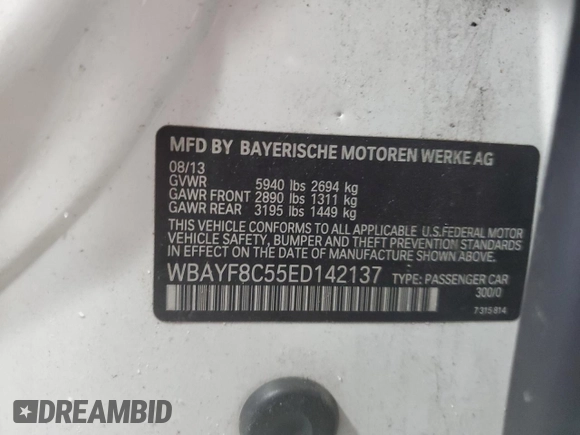 MFD BY BAYERISCHE MOTOREN WERKE AG
08/13
GVWR 5940 lbs 2694 kg
GAWR FRONT 2890 lbs 1311 kg
GAWR REAR 3195 lbs 1449 kg
THIS VEHICLE CONFORMS TO ALL APPLICABLE U.S.FEDERAL MOTOR
VEHICLE SAFETY, BUMPER AND THEFT PREVENTION STANDARDS
IN EFFECT ON THE DATE OF MANUFACTURE SHOWN ABOVE.
WBAYF8C55ED142137 TYPE: PASSENGER CAR
300/0
7315814
DREAMBID